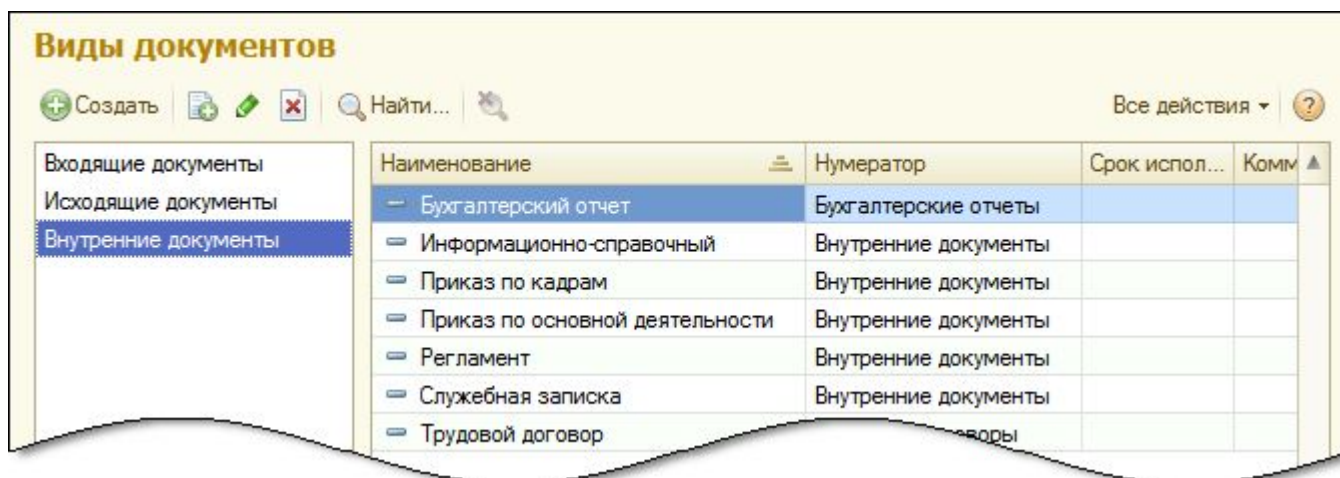 Виды документов
Создать Найти... Все действия ?
Входящие документы
Исходящие документы
Внутренние документы
Наименование Нумератор Срок испол... Комм
Бухгалтерский отчет Бухгалтерские отчеты
Информационно-справочный Внутренние документы
Приказ по кадрам Внутренние документы
Приказ по основной деятельности Внутренние документы
Регламент Внутренние документы
Служебная записка Внутренние документы
Трудовой договор